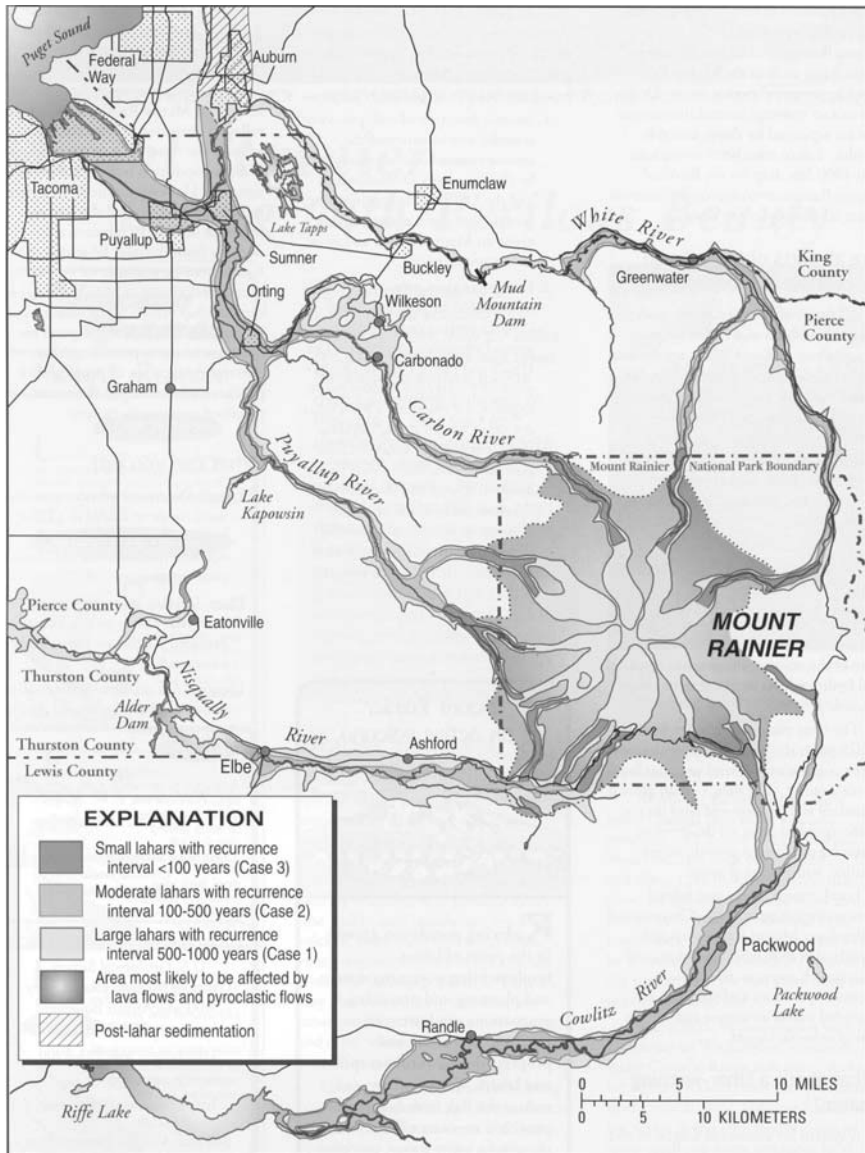 Puget Sound
Federal
Way
Auburn
Tacoma
Enumclaw
Lake Tapps
Puyallup
Sumner
Buckley
White River
Greenwater
King
County
Pierce
County
Mud
Mountain
Dam
Orting
Wilkeson
Carbonado
Graham
Carbon River
Puyallup River
Mount Rainier
National Park Boundary
Lake
Kapowsin
Pierce County
Eatonville
Thurston County
Nisqually
River
MOUNT
RAINIER
Alder
Dam
Thurston County
Lewis County
Elbe
Ashford
EXPLANATION
Small lahars with recurrence
interval <100 years (Case 3)
Moderate lahars with recurrence
interval 100-500 years (Case 2)
Large lahars with recurrence
interval 500-1000 years (Case 1)
Area most likely to be affected by
lava flows and pyroclastic flows
Post-lahar sedimentation
Packwood
Packwood
Lake
Cowlitz River
Randle
Riffe Lake
0 5 10 MILES
0 5 10 KILOMETERS